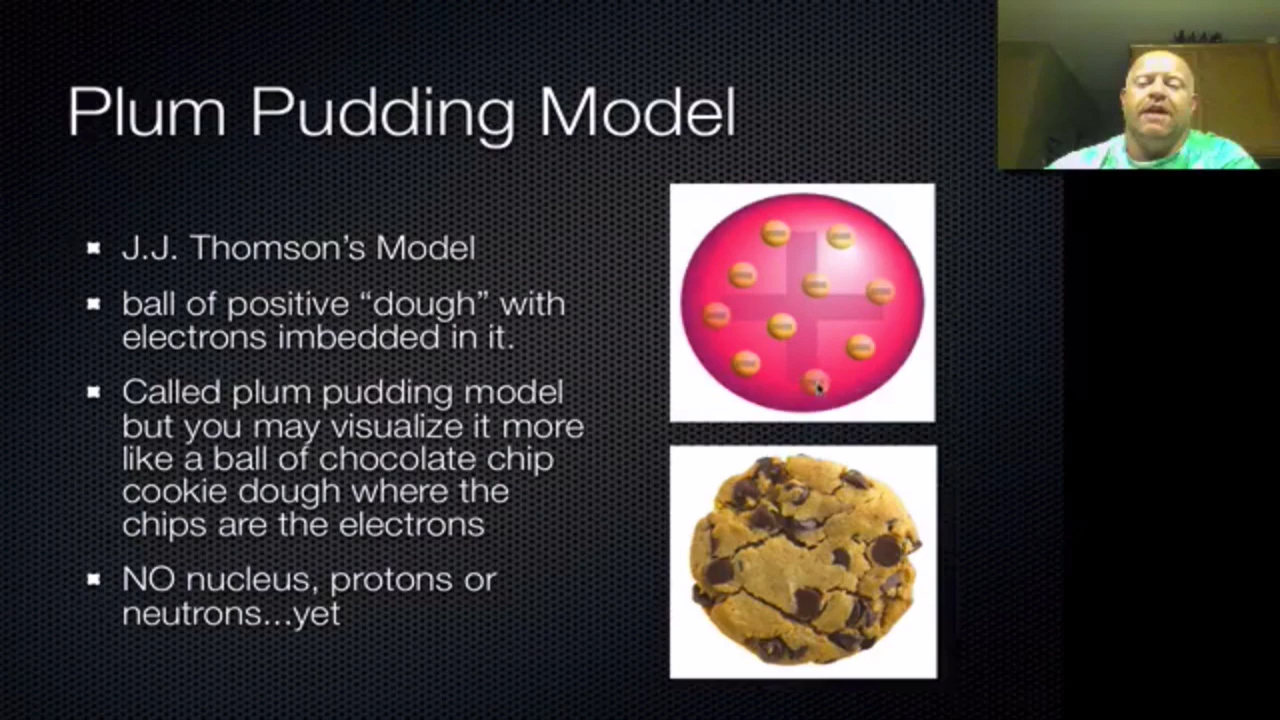 Plum Pudding Model
J.J. Thomson's Model
ball of positive “dough” with
electrons imbedded in it.
Called plum pudding model
but you may visualize it more
like a ball of chocolate chip
cookie dough where the
chips are the electrons
NO nucleus, protons or
neutrons...yet